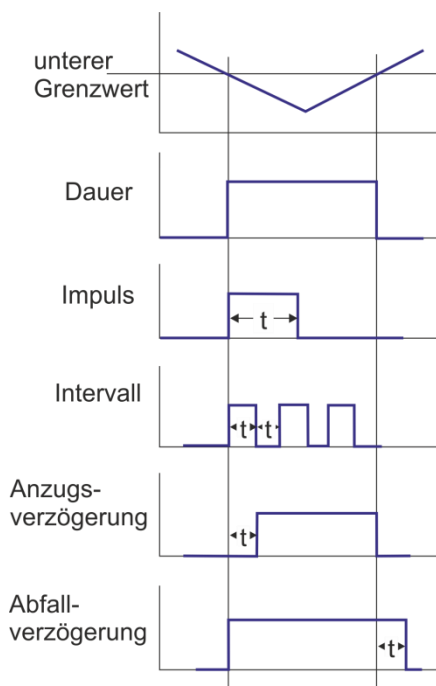 unterer
Grenzwert
Dauer
Impuls
t
Intervall
t t
Anzugs-
verzögerung
t
Abfall-
verzögerung
t